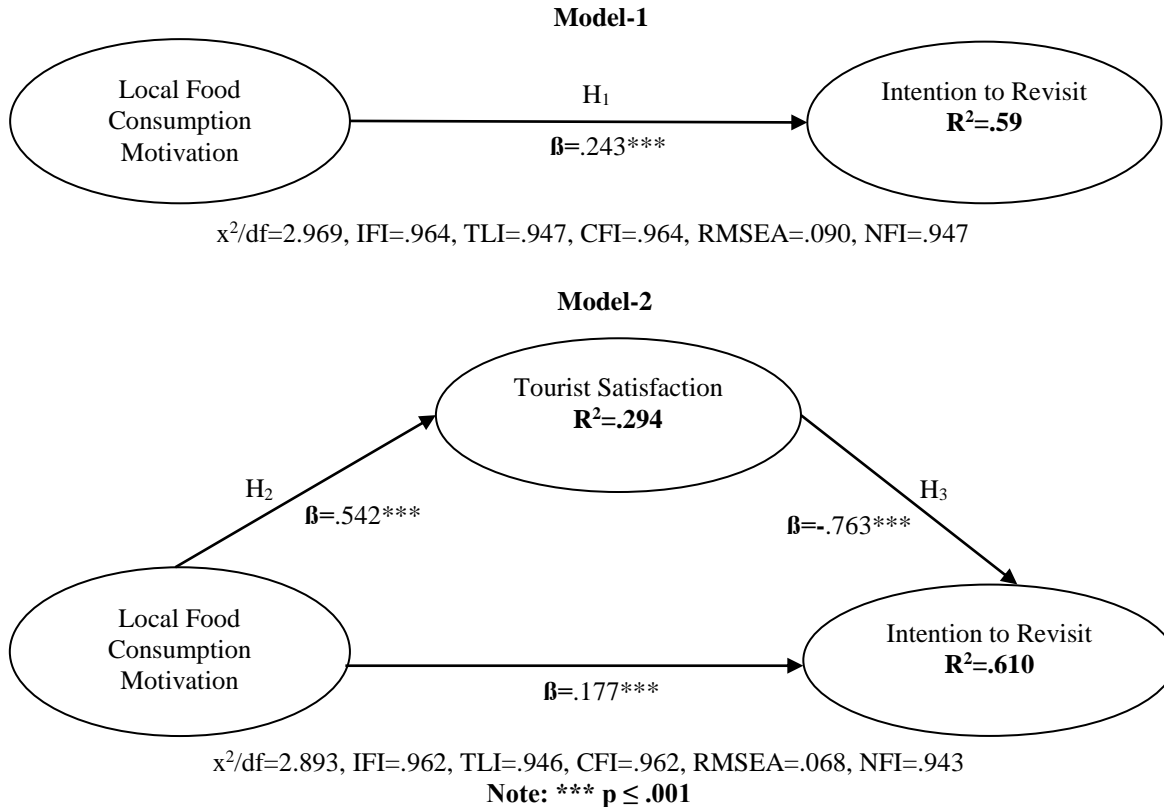 Model-1
Local Food
Consumption
Motivation
H₁
ß=.243***
Intention to Revisit
R²=.59
x²/df=2.969, IFI=.964, TLI=.947, CFI=.964, RMSEA=.090, NFI=.947
Model-2
Tourist Satisfaction
R²=.294
H₂
ß=.542***
H₃
ß=-.763***
Local Food
Consumption
Motivation
ß=.177***
Intention to Revisit
R²=.610
x²/df=2.893, IFI=.962, TLI=.946, CFI=.962, RMSEA=.068, NFI=.943
Note: *** p ≤ .001